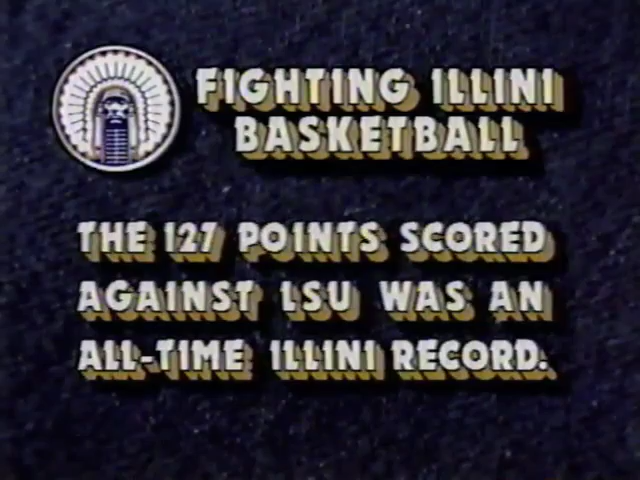 FIGHTING ILLINI
BASKETBALL
THE 127 POINTS SCORED
AGAINST LSU WAS AN
ALL-TIME ILLINI RECORD.